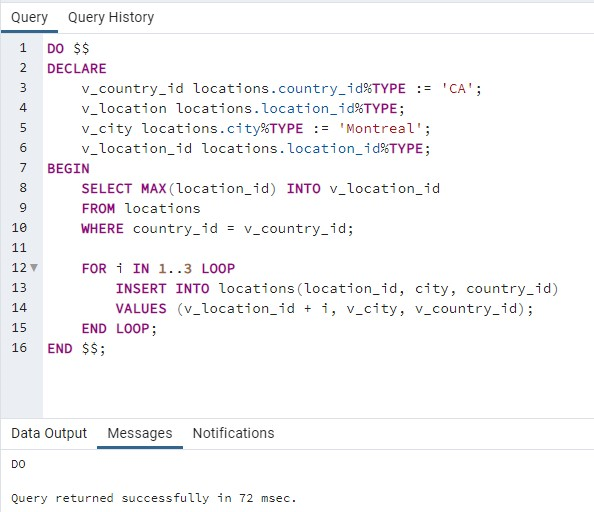 Query Query History
1 DO $$
2 DECLARE
3 v_country_id locations.country_id%TYPE := 'CA';
4 v_location locations.location_id%TYPE;
5 v_city locations.city%TYPE := 'Montreal';
6 v_location_id locations.location_id%TYPE;
7 BEGIN
8 SELECT MAX(location_id) INTO v_location_id
9 FROM locations
10 WHERE country_id = v_country_id;
11
12 FOR i IN 1..3 LOOP
13 INSERT INTO locations(location_id, city, country_id)
14 VALUES (v_location_id + i, v_city, v_country_id);
15 END LOOP;
16 END $$;
Data Output Messages Notifications
DO
Query returned successfully in 72 msec.